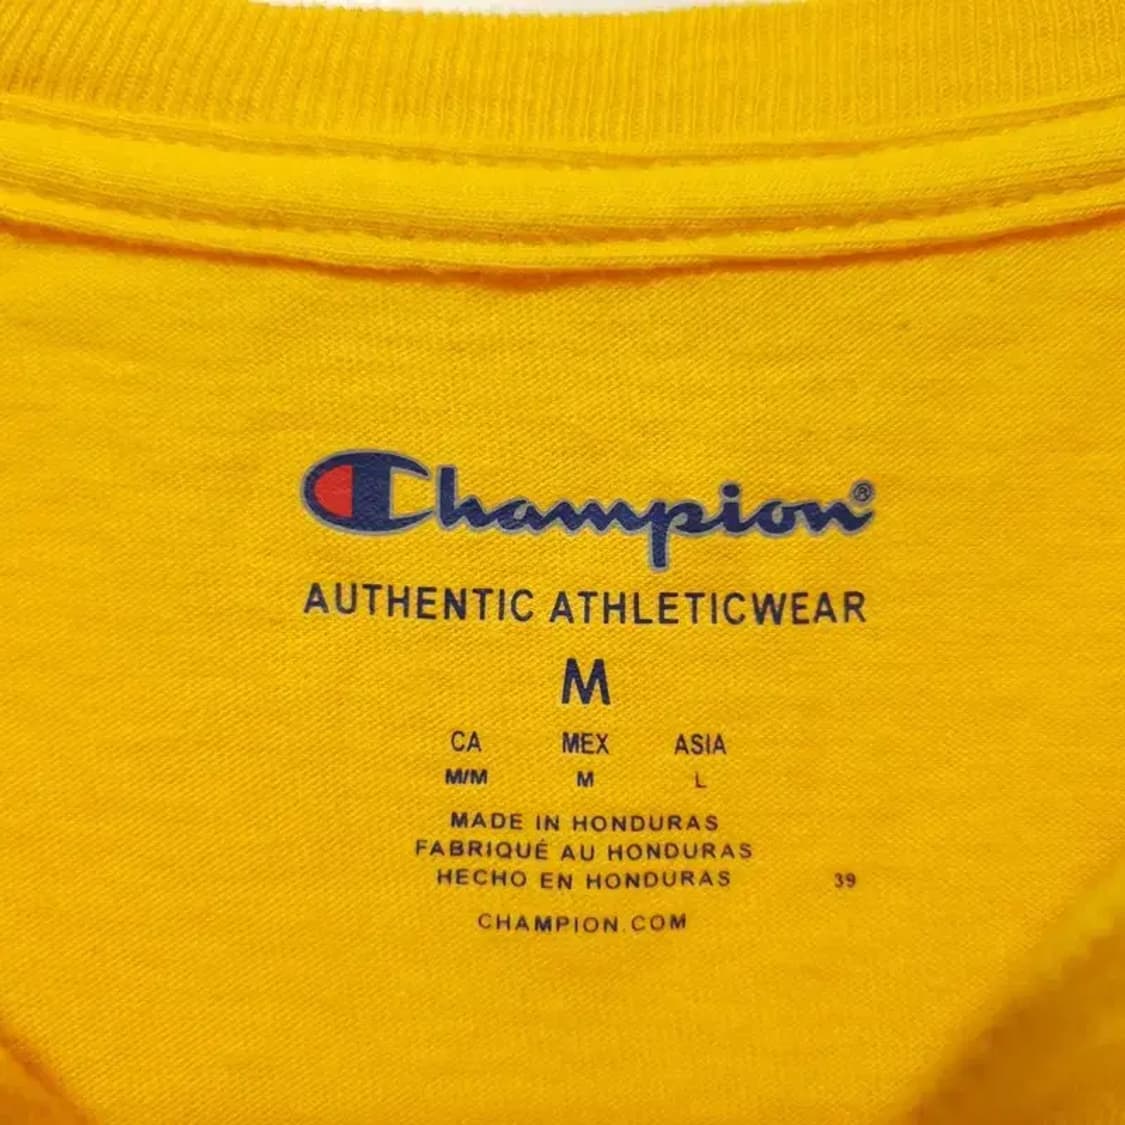 Champion®
AUTHENTIC ATHLETICWEAR
M
CA MEX ASIA
M/M M L
MADE IN HONDURAS
FABRIQUÉ AU HONDURAS
HECHO EN HONDURAS 39
CHAMPION.COM